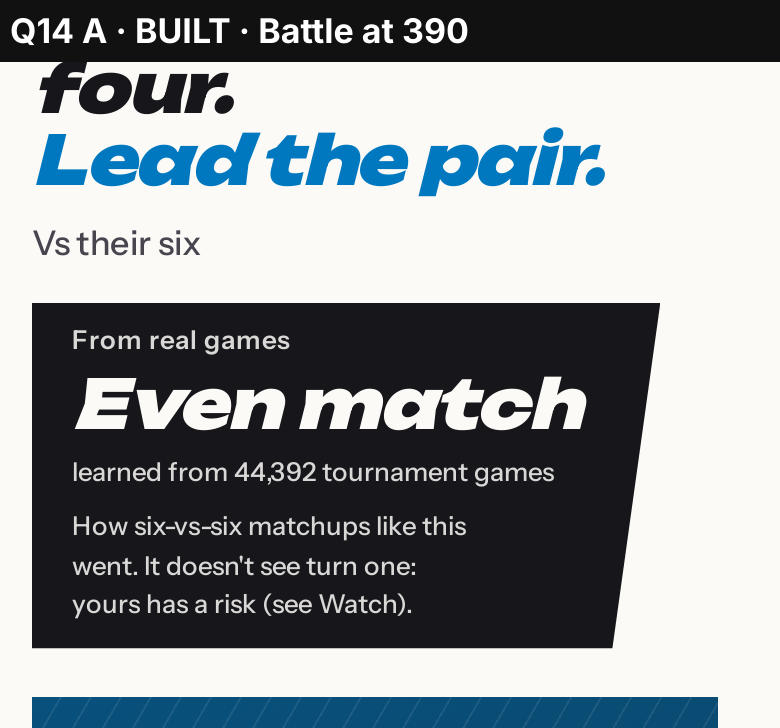 Q14 A · BUILT · Battle at 390
four.
Lead the pair.
Vs their six
From real games
Even match
learned from 44,392 tournament games
How six-vs-six matchups like this
went. It doesn't see turn one:
yours has a risk (see Watch).